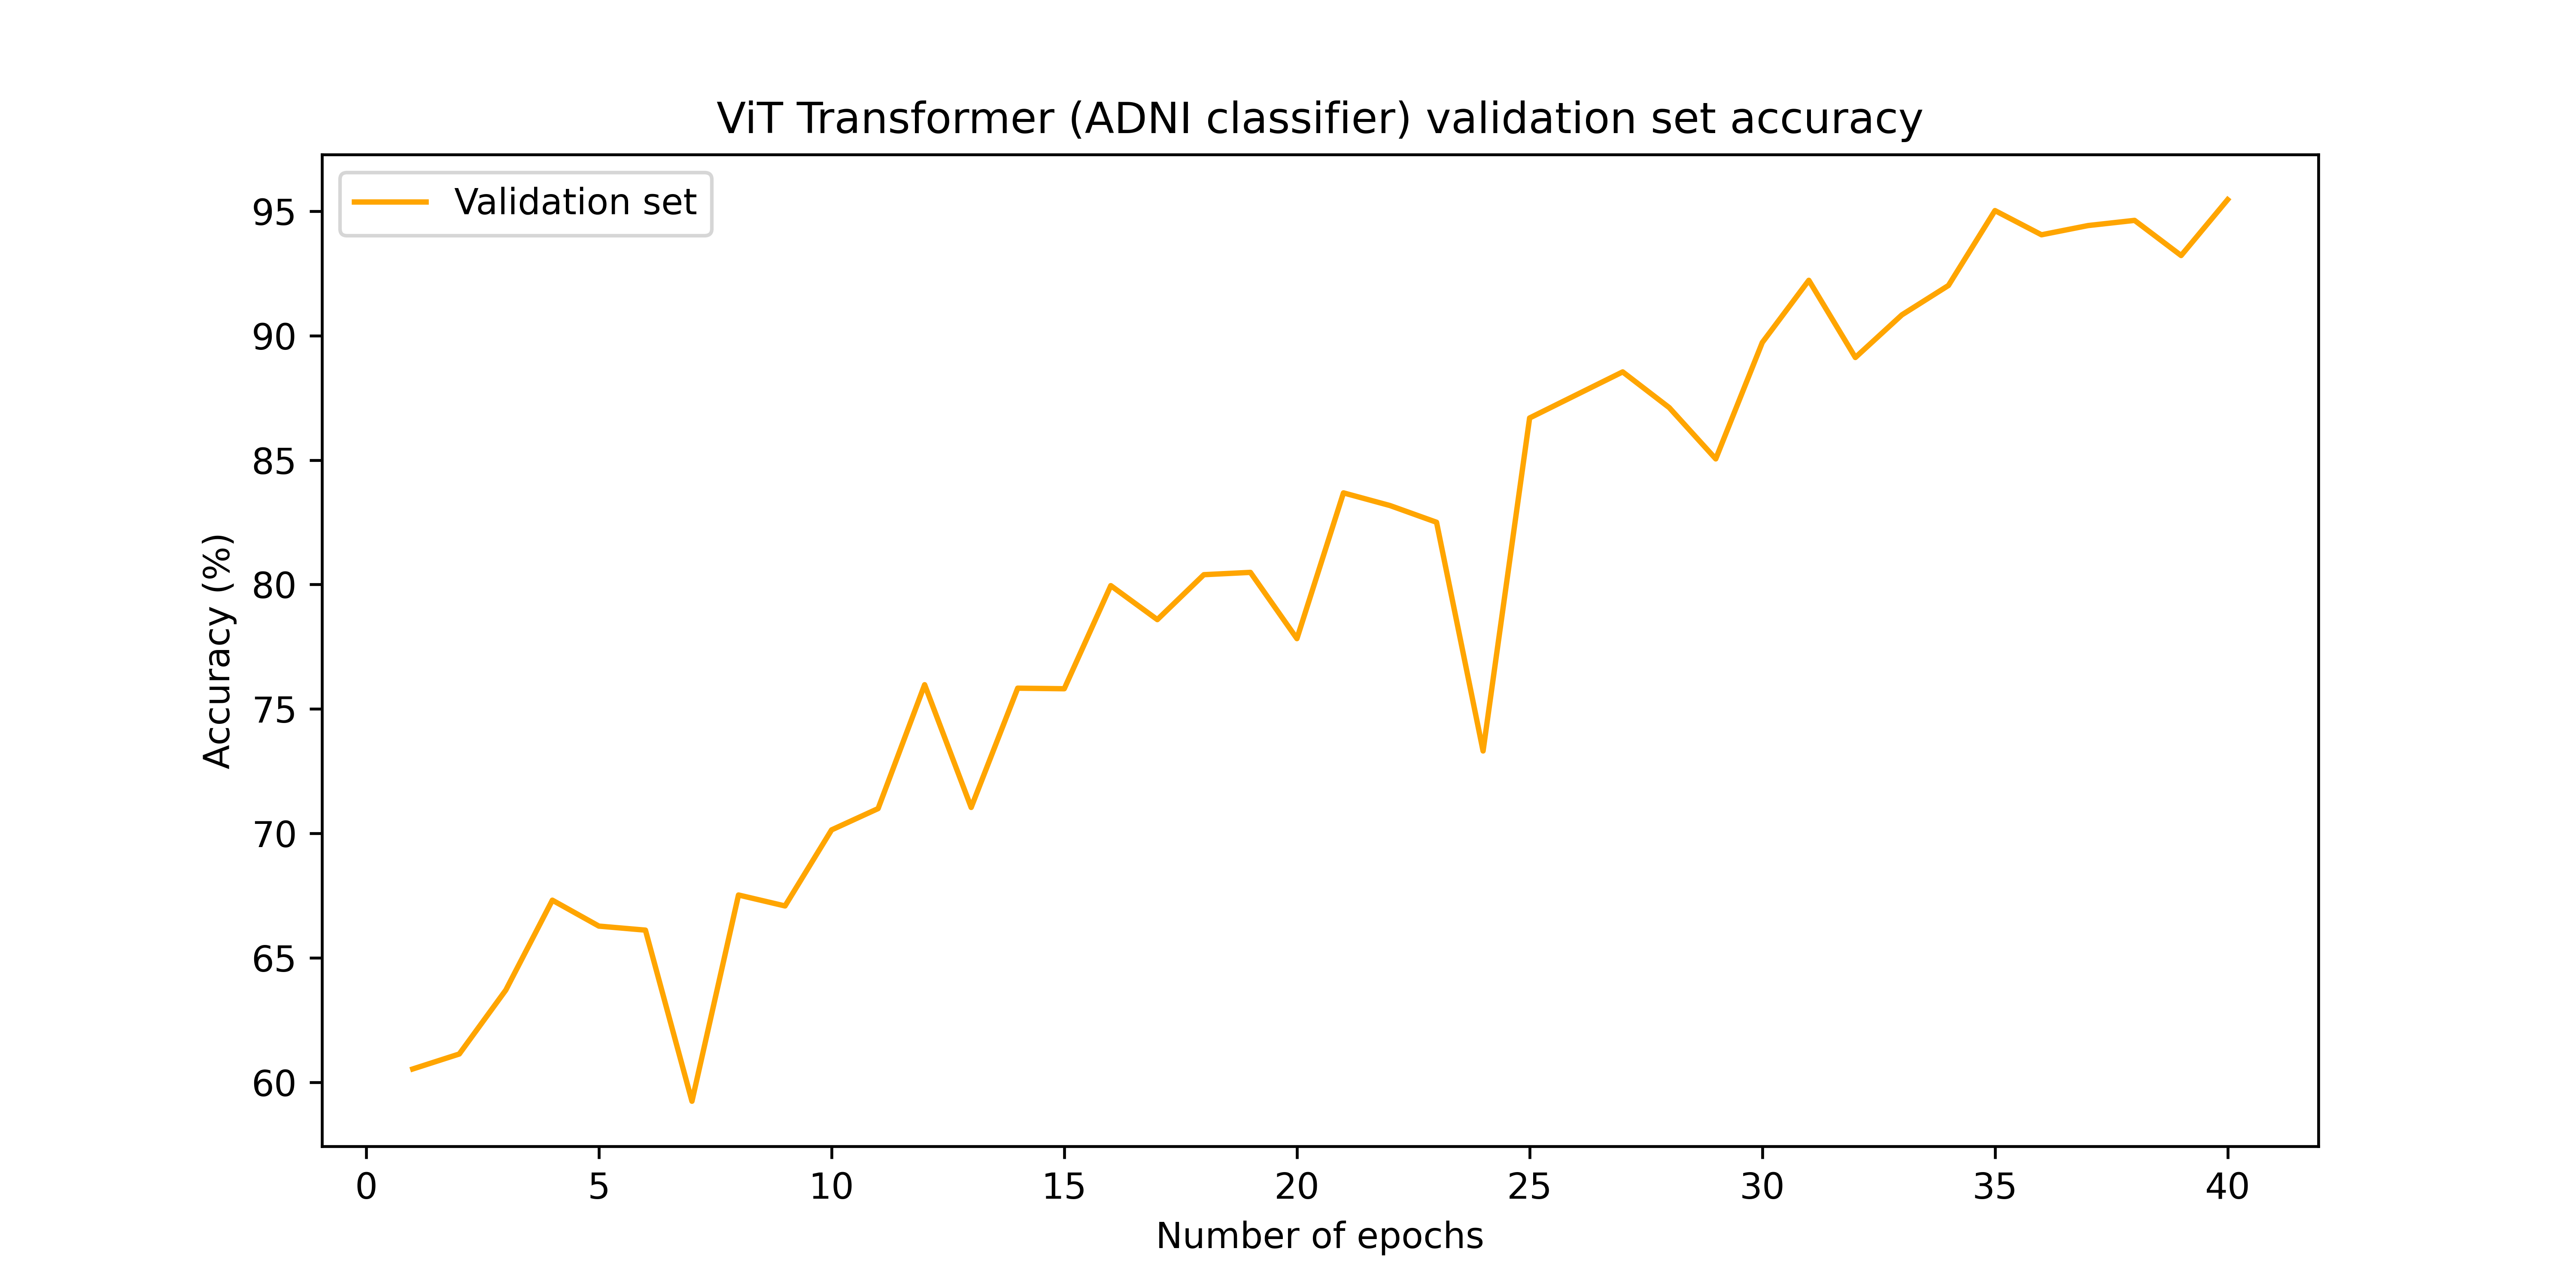 ViT Transformer (ADNI classifier) validation set accuracy
Validation set
95
90
85
80
75
70
65
60
Accuracy (%)
0 5 10 15 20 25 30 35 40
Number of epochs